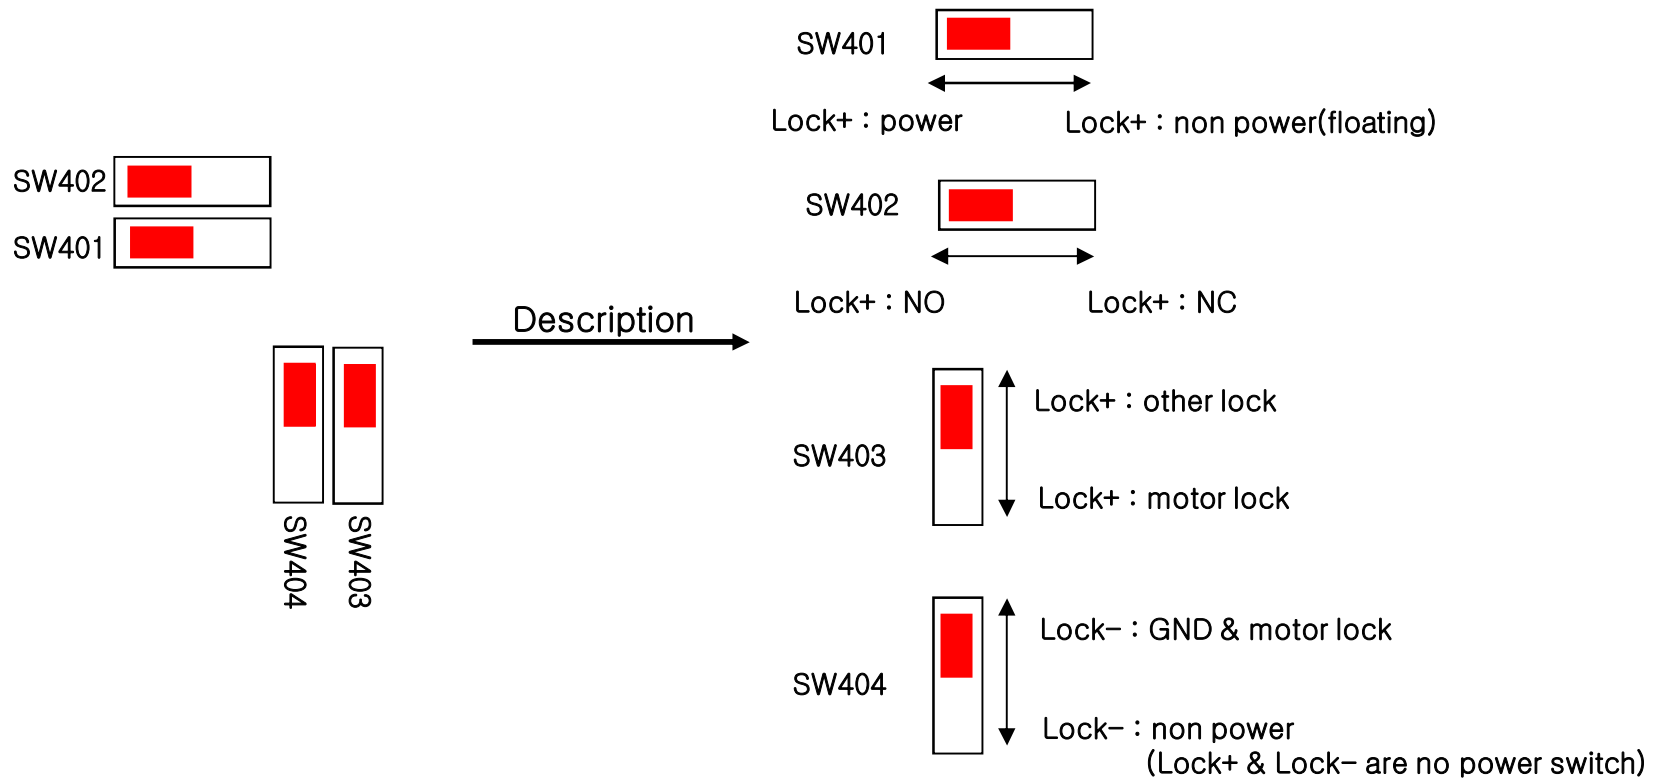 SW402
SW401
SW404
SW403
Description
SW401
Lock+ : power
Lock+ : non power(floating)
SW402
Lock+ : NO
Lock+ : NC
SW403
Lock+ : other lock
Lock+ : motor lock
SW404
Lock- : GND & motor lock
Lock- : non power
(Lock+ & Lock- are no power switch)